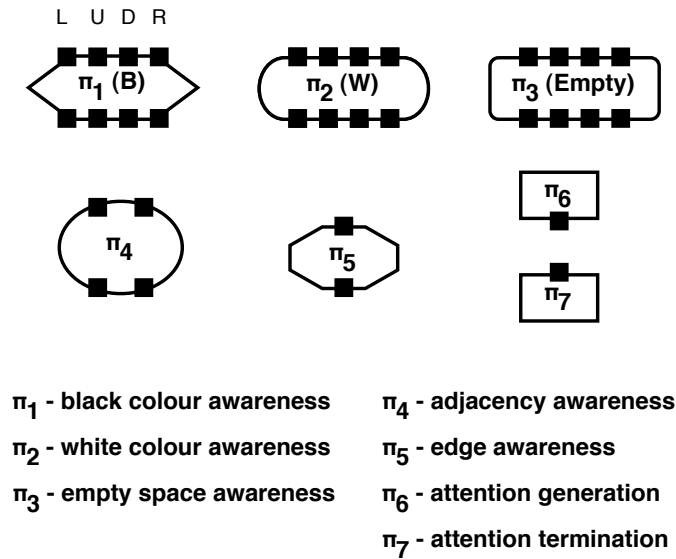 L U D R
π1 (B) π2 (W) π3 (Empty)
π4 π5 π6
π7
π1 - black colour awareness
π2 - white colour awareness
π3 - empty space awareness
π4 - adjacency awareness
π5 - edge awareness
π6 - attention generation
π7 - attention termination